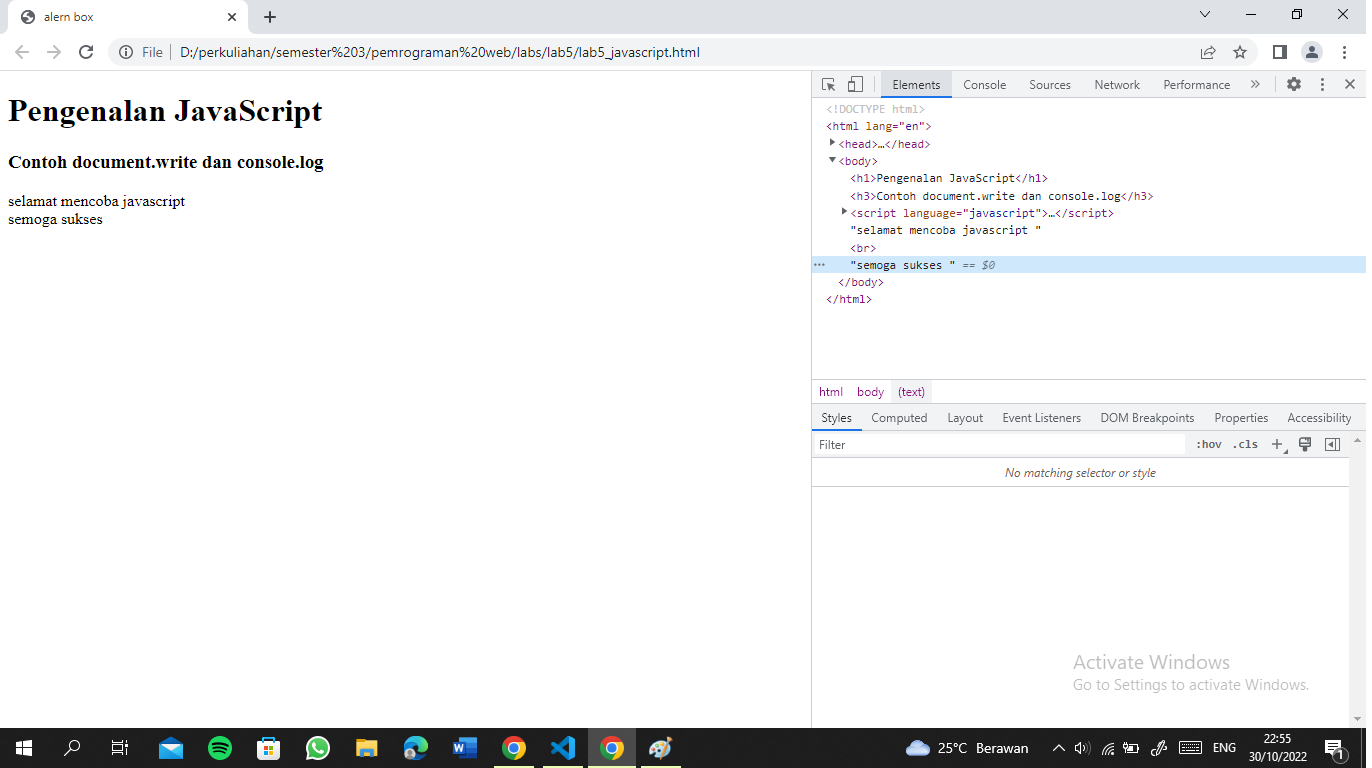 alern box
File D:/perkuliahan/semester%203/pemrograman%20web/labs/lab5/lab5_javascript.html
Pengenalan JavaScript
Contoh document.write dan console.log
selamat mencoba javascript
semoga sukses
Elements Console Sources Network Performance »
<!DOCTYPE html>
<html lang="en">
<head>…</head>
<body>
<h1>Pengenalan JavaScript</h1>
<h3>Contoh document.write dan console.log</h3>
<script language="javascript">…</script>
"selamat mencoba javascript "
<br>
"semoga sukses " == $0
</body>
</html>
html body (text)
Styles Computed Layout Event Listeners DOM Breakpoints Properties Accessibility
Filter :hov .cls +
No matching selector or style
Activate Windows
Go to Settings to activate Windows.
25°C Berawan ENG 22:55
30/10/2022
1